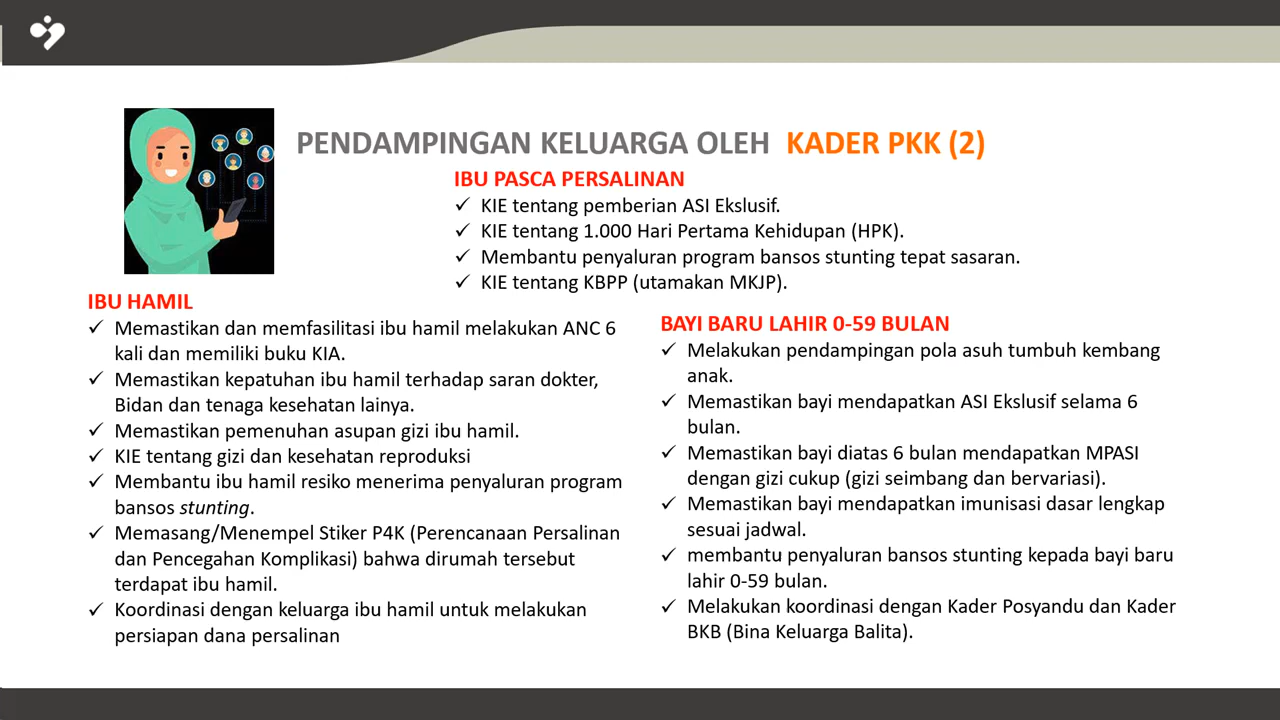 PENDAMPINGAN KELUARGA OLEH KADER PKK (2)
IBU PASCA PERSALINAN
✓ KIE tentang pemberian ASI Ekslusif.
✓ KIE tentang 1.000 Hari Pertama Kehidupan (HPK).
✓ Membantu penyaluran program bansos stunting tepat sasaran.
✓ KIE tentang KBPP (utamakan MKJP).
IBU HAMIL
✓ Memastikan dan memfasilitasi ibu hamil melakukan ANC 6
kali dan memiliki buku KIA.
✓ Memastikan kepatuhan ibu hamil terhadap saran dokter,
Bidan dan tenaga kesehatan lainya.
✓ Memastikan pemenuhan asupan gizi ibu hamil.
✓ KIE tentang gizi dan kesehatan reproduksi
✓ Membantu ibu hamil resiko menerima penyaluran program
bansos stunting.
✓ Memasang/Menempel Stiker P4K (Perencanaan Persalinan
dan Pencegahan Komplikasi) bahwa dirumah tersebut
terdapat ibu hamil.
✓ Koordinasi dengan keluarga ibu hamil untuk melakukan
persiapan dana persalinan
BAYI BARU LAHIR 0-59 BULAN
✓ Melakukan pendampingan pola asuh tumbuh kembang
anak.
✓ Memastikan bayi mendapatkan ASI Ekslusif selama 6
bulan.
✓ Memastikan bayi diatas 6 bulan mendapatkan MPASI
dengan gizi cukup (gizi seimbang dan bervariasi).
✓ Memastikan bayi mendapatkan imunisasi dasar lengkap
sesuai jadwal.
✓ membantu penyaluran bansos stunting kepada bayi baru
lahir 0-59 bulan.
✓ Melakukan koordinasi dengan Kader Posyandu dan Kader
BKB (Bina Keluarga Balita).